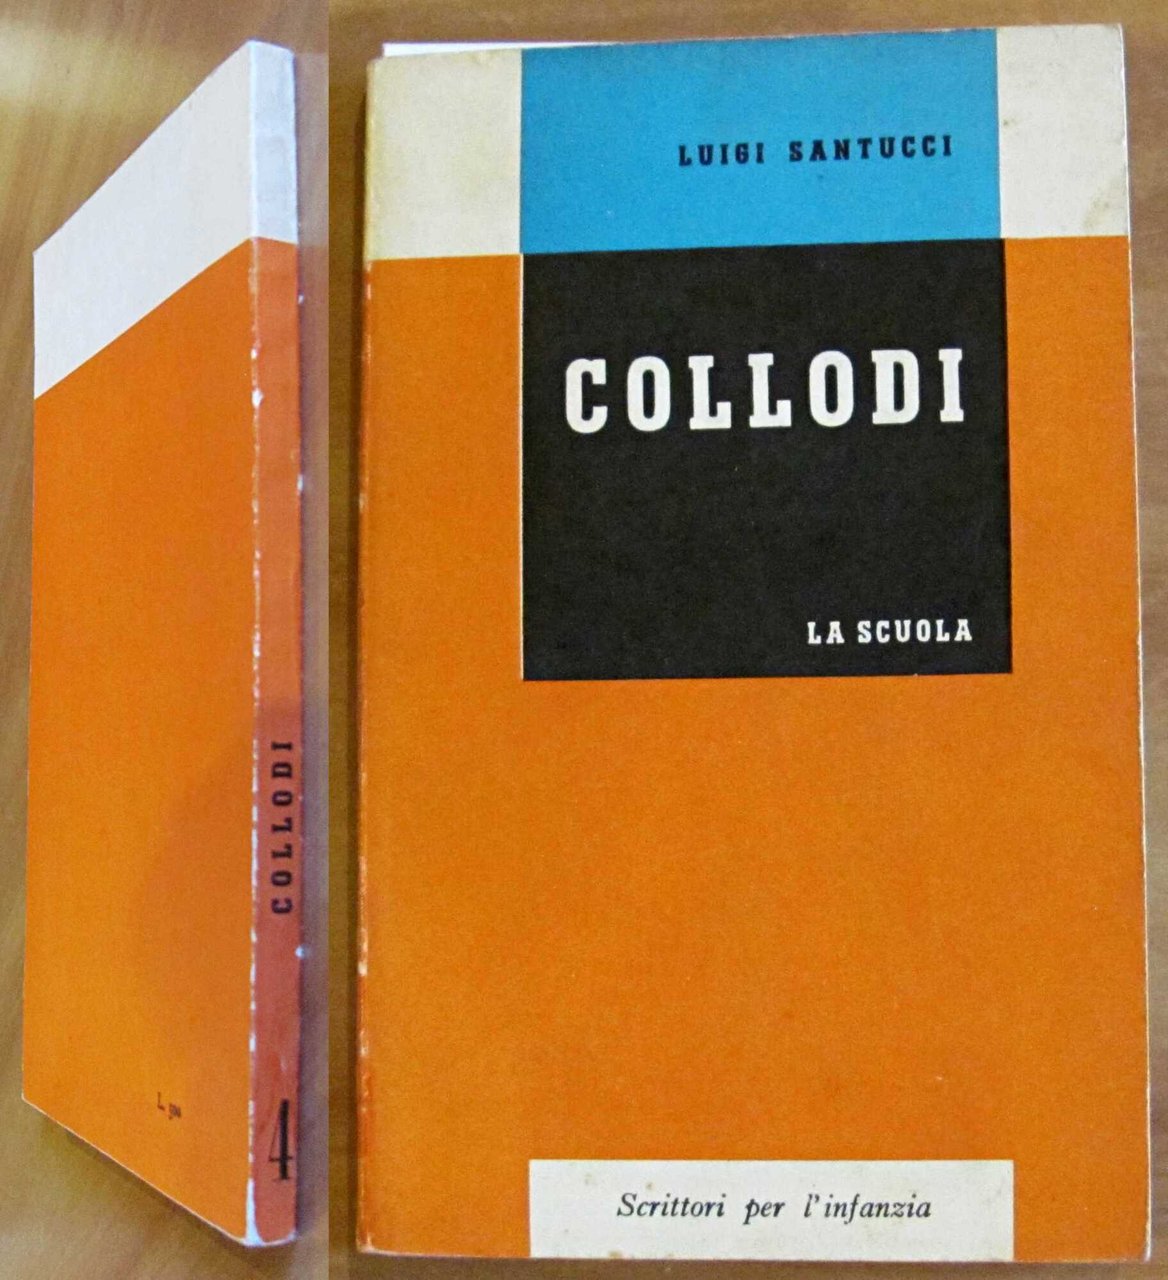 COLLODI
4
LUIGI SANTUCCI
COLLODI
LA SCUOLA
Scrittori per l'infanzia